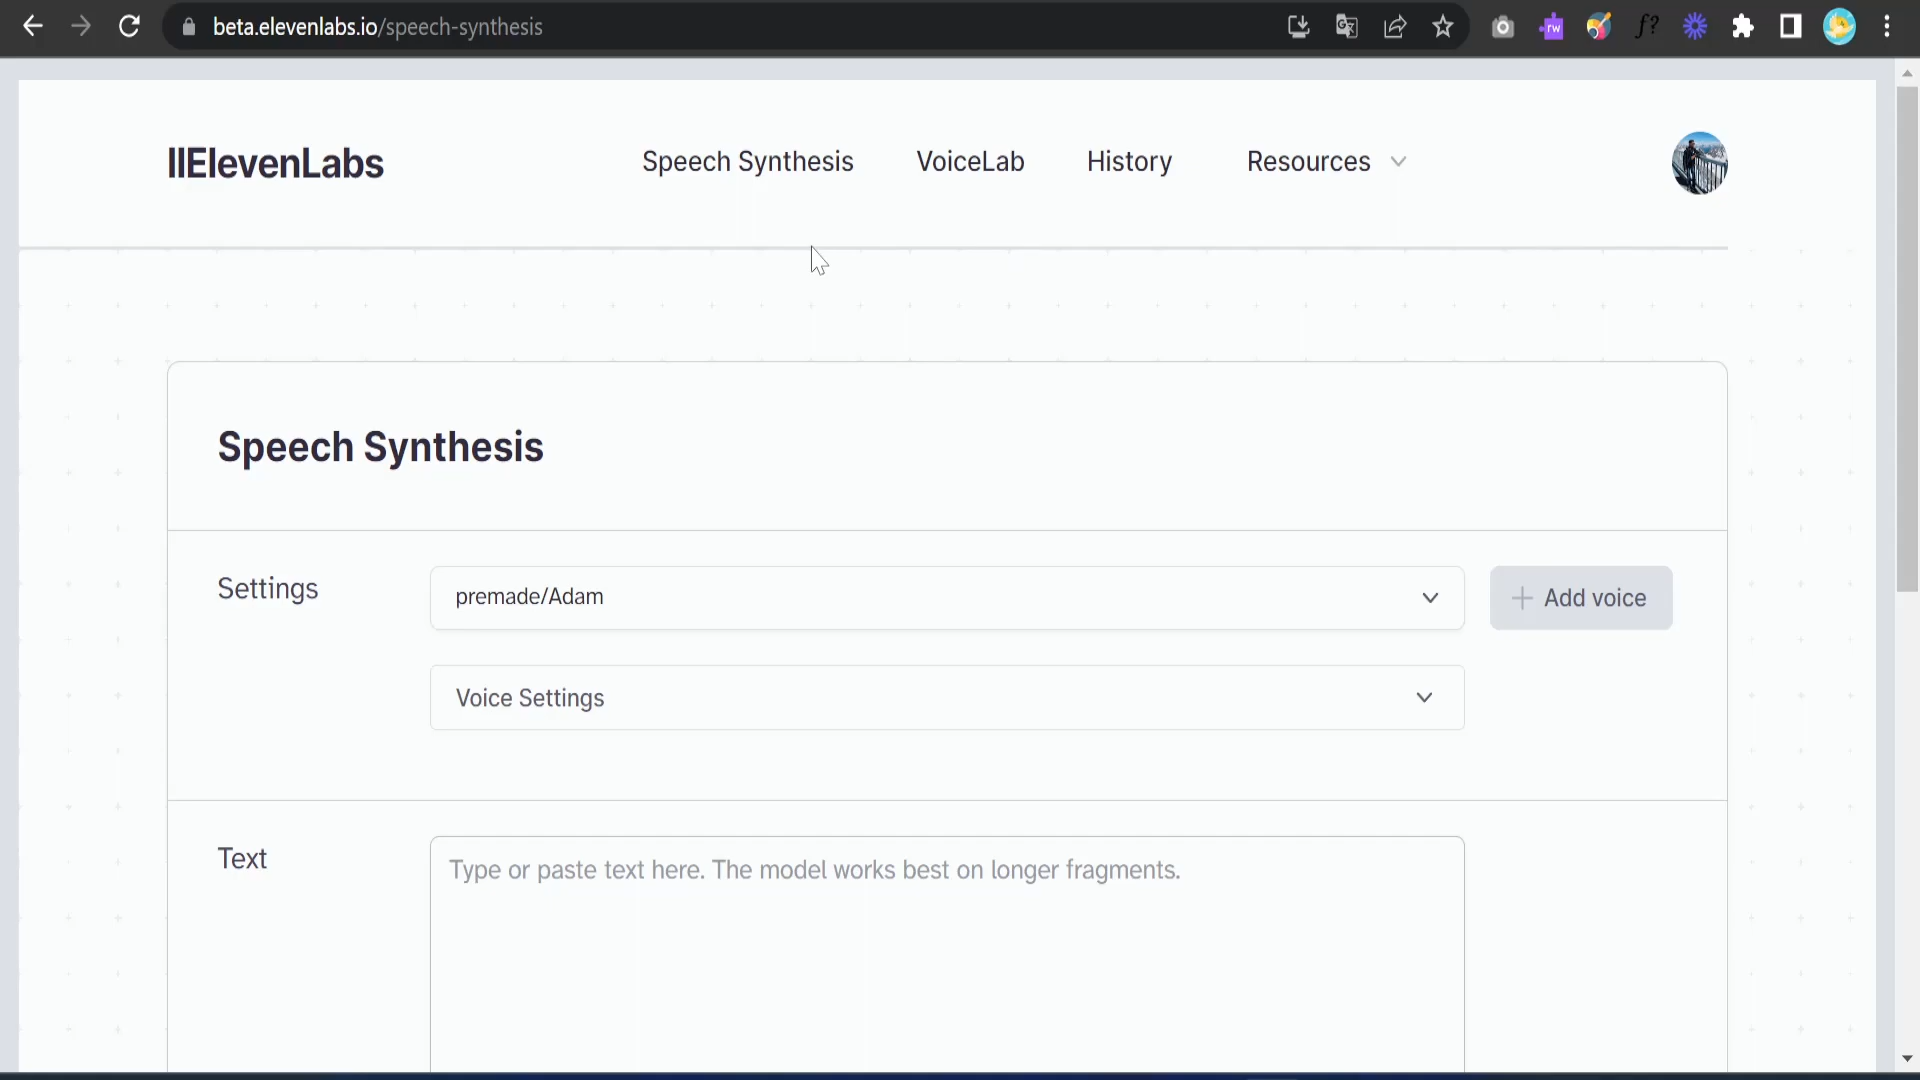 beta.elevenlabs.io/speech-synthesis
rw
f?
IIElevenLabs
Speech Synthesis
VoiceLab
History
Resources
Speech Synthesis
Settings
premade/Adam
+ Add voice
Voice Settings
Text
Type or paste text here. The model works best on longer fragments.